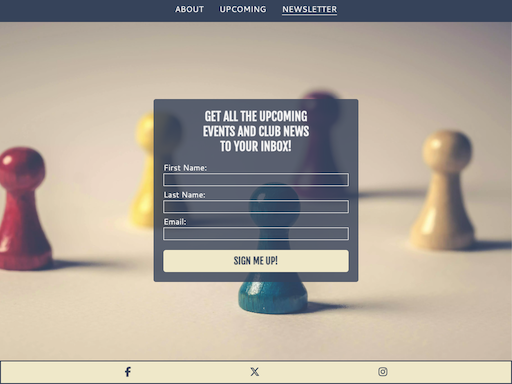 ABOUT UPCOMING NEWSLETTER
GET ALL THE UPCOMING
EVENTS AND CLUB NEWS
TO YOUR INBOX!
First Name:
Last Name:
Email:
SIGN ME UP!